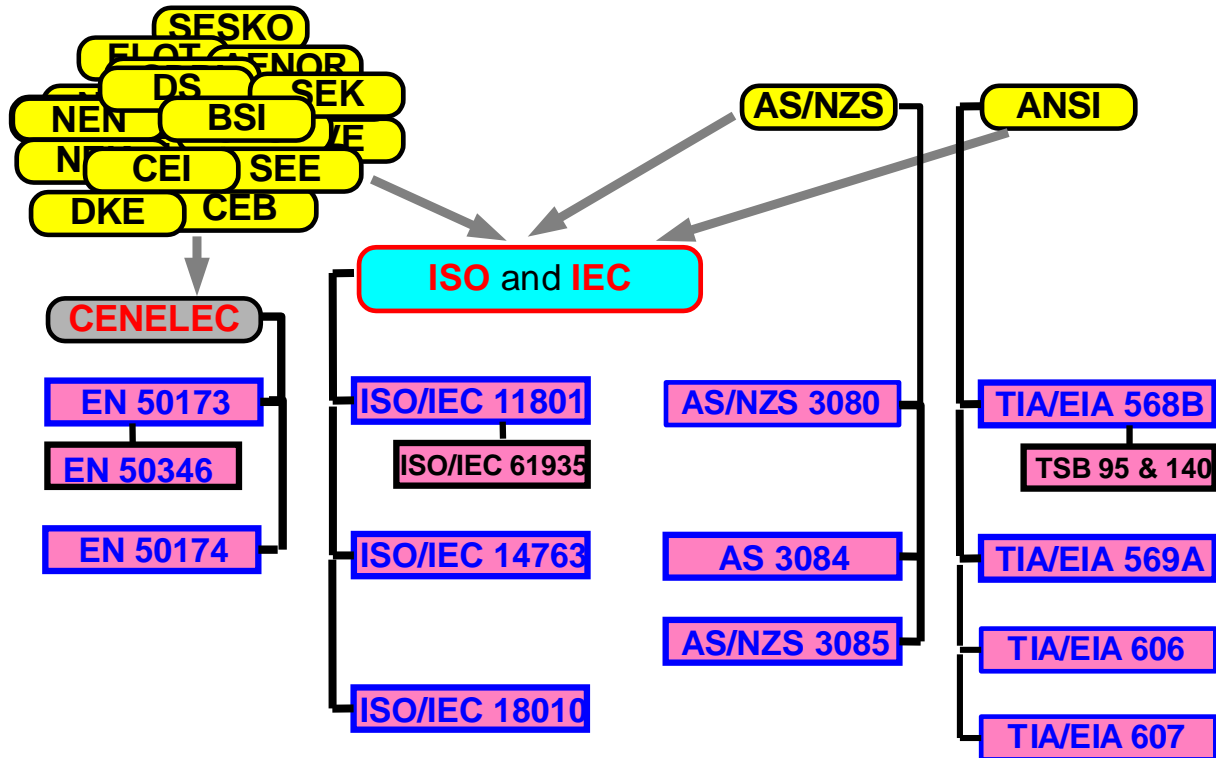 SESKO
AFNOR
DS
SEK
NEN
BSI
CEI
SEE
DKE
CEB
AS/NZS
ANSI
ISO and IEC
CENELEC
EN 50173
ISO/IEC 11801
AS/NZS 3080
TIA/EIA 568B
EN 50346
ISO/IEC 61935
TSB 95 & 140
EN 50174
ISO/IEC 14763
AS 3084
TIA/EIA 569A
AS/NZS 3085
TIA/EIA 606
ISO/IEC 18010
TIA/EIA 607